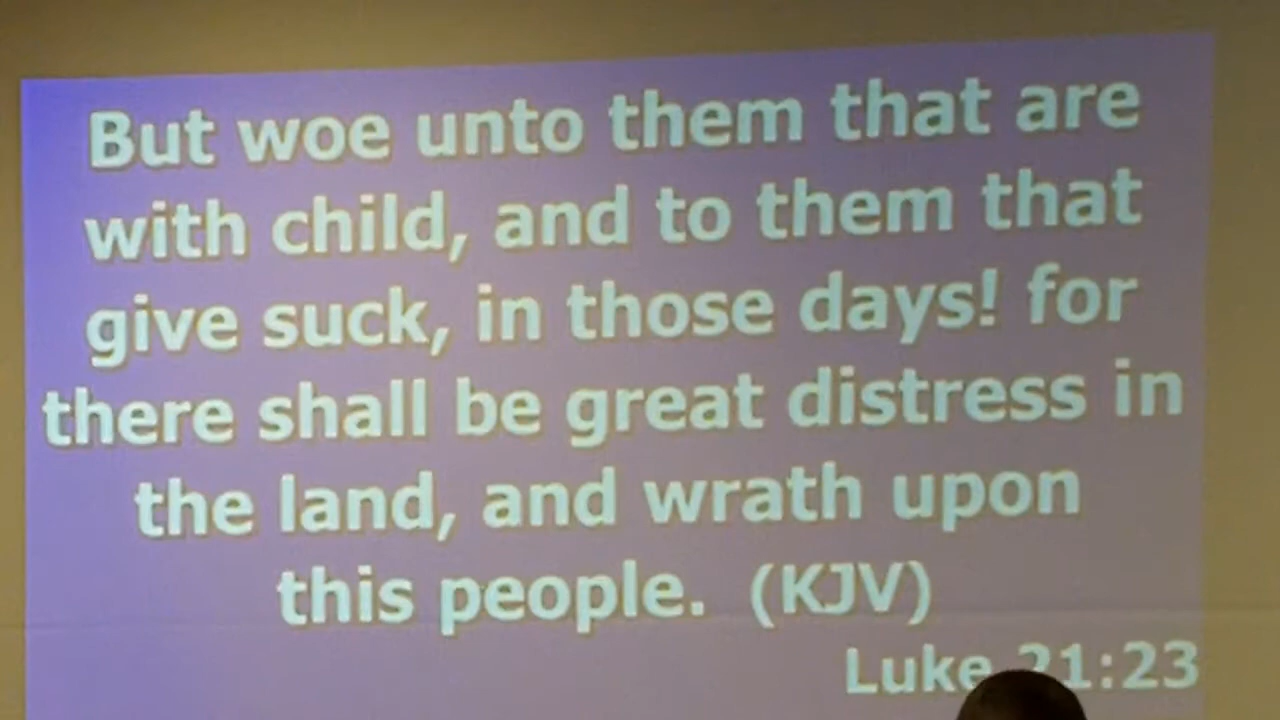 But woe unto them that are
with child, and to them that
give suck, in those days! for
there shall be great distress in
the land, and wrath upon
this people. (KJV)
Luke 21:23